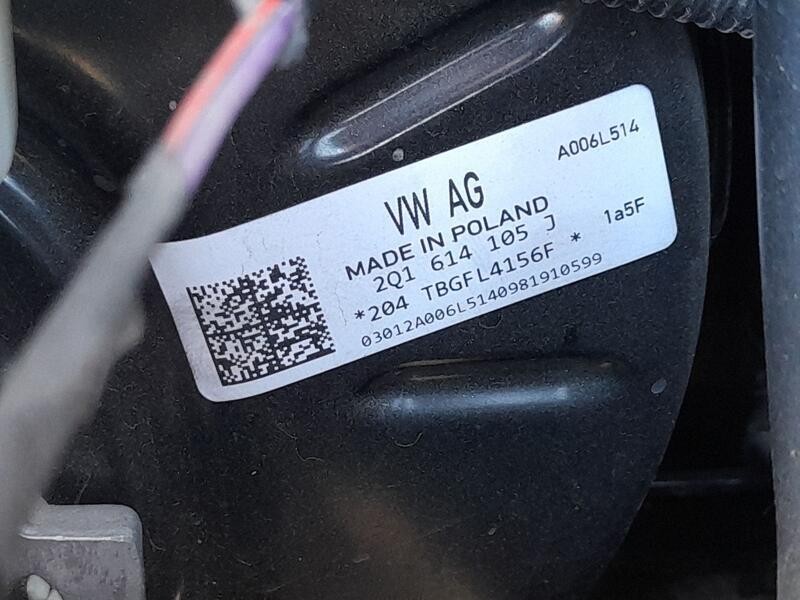 A006L514
VW AG
MADE IN POLAND
2Q1 614 105 J
1a5F
*204 TBGFL4156F *
03012A006L5140981910599